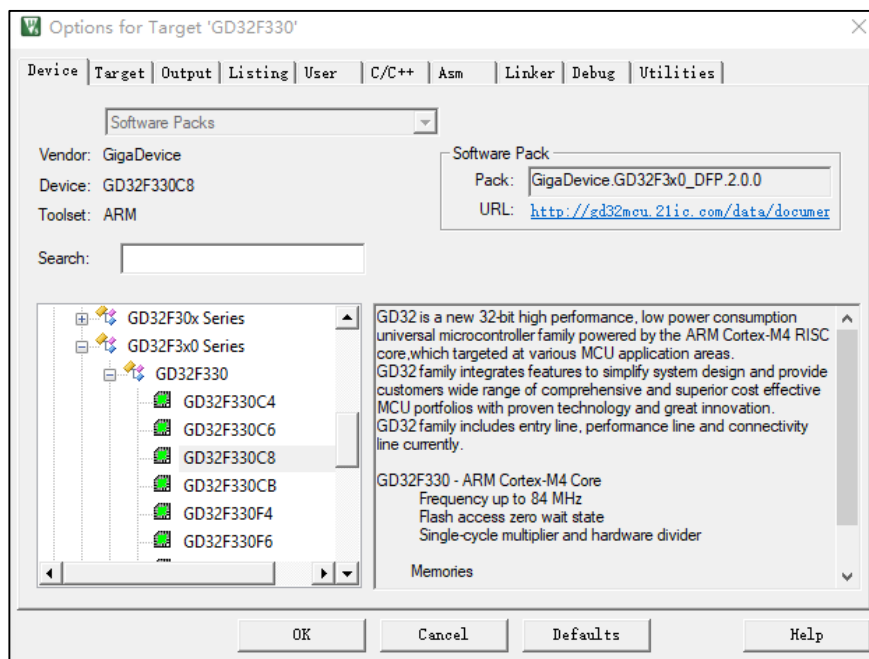 Options for Target 'GD32F330'
Device Target Output Listing User C/C++ Asm Linker Debug Utilities
Software Packs
Vendor: GigaDevice
Device: GD32F330C8
Toolset: ARM
Software Pack
Pack: GigaDevice.GD32F3x0_DFP.2.0.0
URL: http://gd32mcu.21ic.com/data/documer
Search:
GD32F30x Series
GD32F3x0 Series
GD32F330
GD32F330C4
GD32F330C6
GD32F330C8
GD32F330CB
GD32F330F4
GD32F330F6
GD32 is a new 32-bit high performance, low power consumption
universal microcontroller family powered by the ARM Cortex-M4 RISC
core,which targeted at various MCU application areas.
GD32 family integrates features to simplify system design and provide
customers wide range of comprehensive and superior cost effective
MCU portfolios with proven technology and great innovation.
GD32 family includes entry line, performance line and connectivity
line currently.
GD32F330 - ARM Cortex-M4 Core
Frequency up to 84 MHz
Flash access zero wait state
Single-cycle multiplier and hardware divider
Memories
OK Cancel Defaults Help